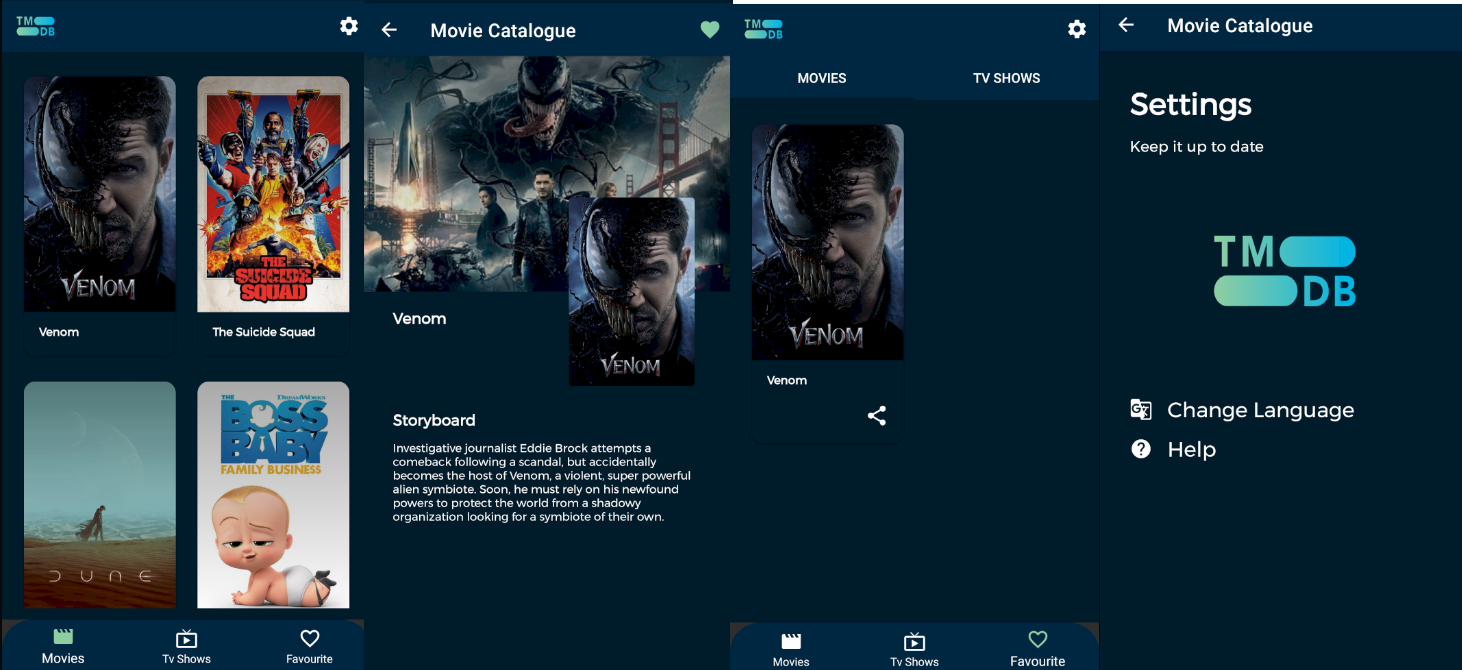 TM
DB
VENOM
Venom
THE
SUICIDE
SQUAD
The Suicide Squad
DUNE
THE
DREAMWORKS
BOSS
BABY
FAMILY BUSINESS
Movies
Tv Shows
Favourite
Movie Catalogue
Venom
VENOM
Storyboard
Investigative journalist Eddie Brock attempts a
comeback following a scandal, but accidentally
becomes the host of Venom, a violent, super powerful
alien symbiote. Soon, he must rely on his newfound
powers to protect the world from a shadowy
organization looking for a symbiote of their own.
TM
DB
MOVIES
TV SHOWS
VENOM
Venom
Movies
Tv Shows
Favourite
Movie Catalogue
Settings
Keep it up to date
TM
DB
G
Change Language
? Help